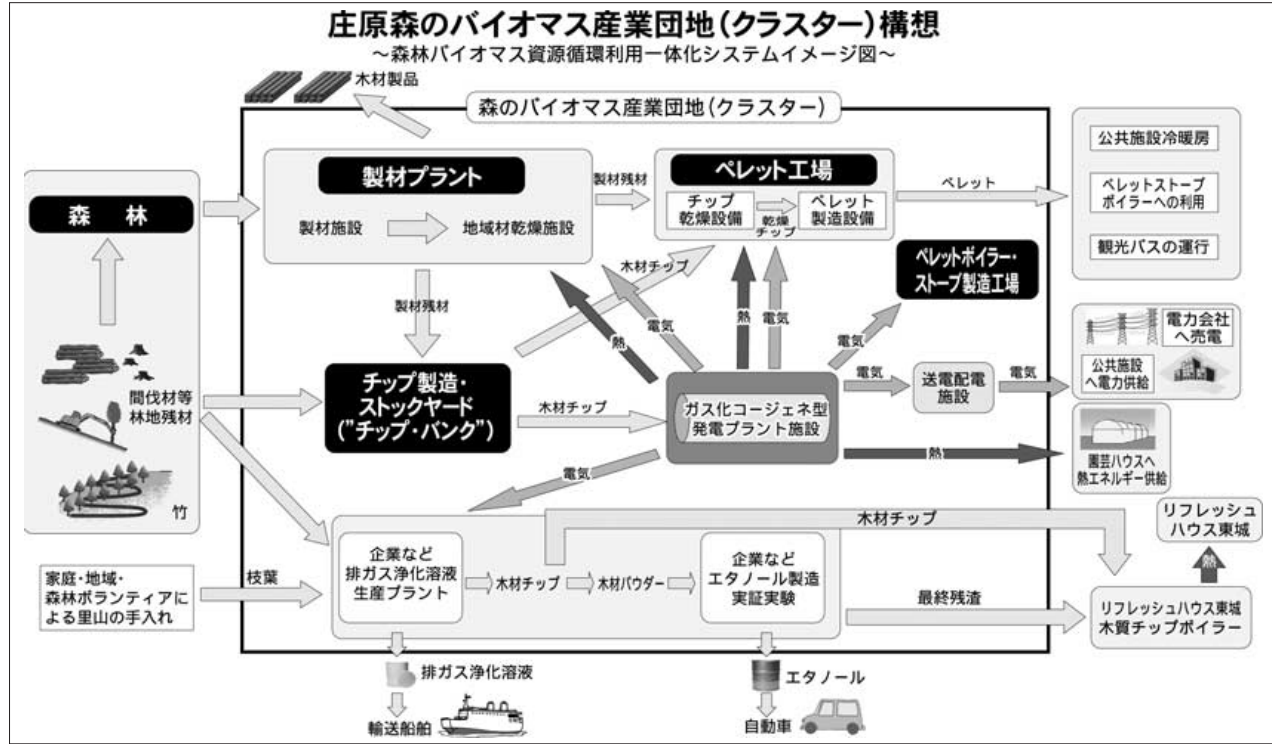 庄原森のバイオマス産業団地（クラスター）構想
～森林バイオマス資源循環利用一体化システムイメージ図～
木材製品
森のバイオマス産業団地（クラスター）
製材プラント
製材施設
地域材乾燥施設
製材残材
ペレット工場
チップ
乾燥設備
乾燥
チップ
ペレット
製造設備
ペレット
公共施設冷暖房
ペレットストーブ
ボイラーへの利用
観光バスの運行
森　林
間伐材等
林地残材
竹
製材残材
木材チップ
熱
電気
熱
電気
電気
ペレットボイラー・
ストーブ製造工場
チップ製造・
ストックヤード
（”チップ・バンク”）
木材チップ
ガス化コージェネ型
発電プラント施設
電気
送電配電
施設
電気
電力会社
へ売電
公共施設
へ電力供給
熱
園芸ハウスへ
熱エネルギー供給
電気
木材チップ
リフレッシュ
ハウス東城
熱
リフレッシュハウス東城
木質チップボイラー
家庭・地域・
森林ボランティアに
よる里山の手入れ
枝葉
企業など
排ガス浄化溶液
生産プラント
木材チップ
木材パウダー
企業など
エタノール製造
実証実験
最終残渣
排ガス浄化溶液
輸送船舶
エタノール
自動車